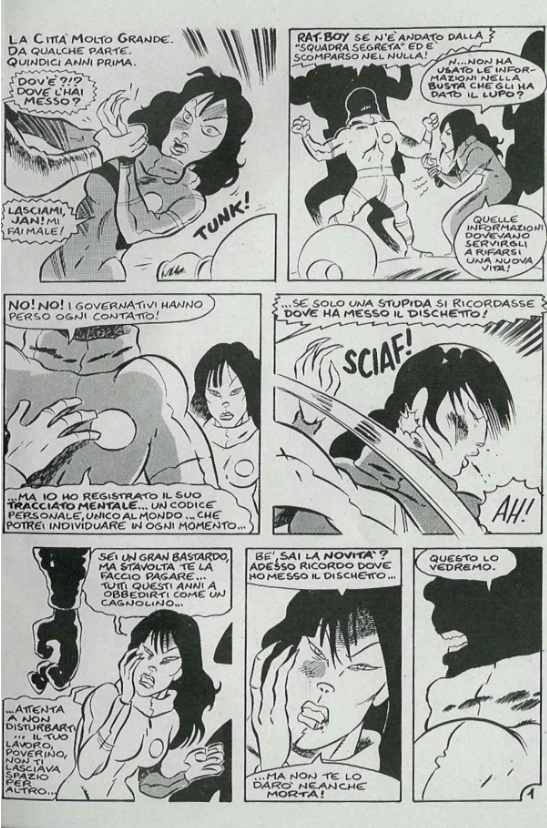 LA CITTÀ MOLTO GRANDE.
DA QUALCHE PARTE.
QUINDICI ANNI PRIMA.
DOV'È?!?
DOVE L'HAI
MESSO?
LASCIAMI,
JAN! MI
FAI MALE!
TUNK!
RAT-BOY SE N'È ANDATO DALLA
"SQUADRA SEGRETA" ED È
SCOMPARSO NEL NULLA!
N...NON HA
USATO LE INFOR-
MAZIONI NELLA
BUSTA CHE GLI HA
DATO IL LUPO?
QUELLE
INFORMAZIONI
DOVEVANO
SERVIRGLI
A RIFARSI
UNA NUOVA
VITA!
NO! NO! I GOVERNATIVI HANNO
PERSO OGNI CONTATTO!
...MA IO HO REGISTRATO IL SUO
TRACCIATO MENTALE... UN CODICE
PERSONALE, UNICO AL MONDO... CHE
POTREI INDIVIDUARE IN OGNI MOMENTO...
...SE SOLO UNA STUPIDA SI RICORDASSE
DOVE HA MESSO IL DISCHETTO!
SCIAF!
AH!
SEI UN GRAN BASTARDO,
MA STAVOLTA TE LA
FACCIO PAGARE...
TUTTI QUESTI ANNI A
OBBEDIRTI COME UN
CAGNOLINO...
...ATTENTA
A NON
DISTURBARTI
... IL TUO
LAVORO,
POVERINO,
NON TI
LASCIAVA
SPAZIO
PER
ALTRO...
BE', SAI LA NOVITÀ?
ADESSO RICORDO DOVE
HO MESSO IL DISCHETTO...
...MA NON TE LO
DARÒ NEANCHE
MORTA!
QUESTO LO
VEDREMO.
1